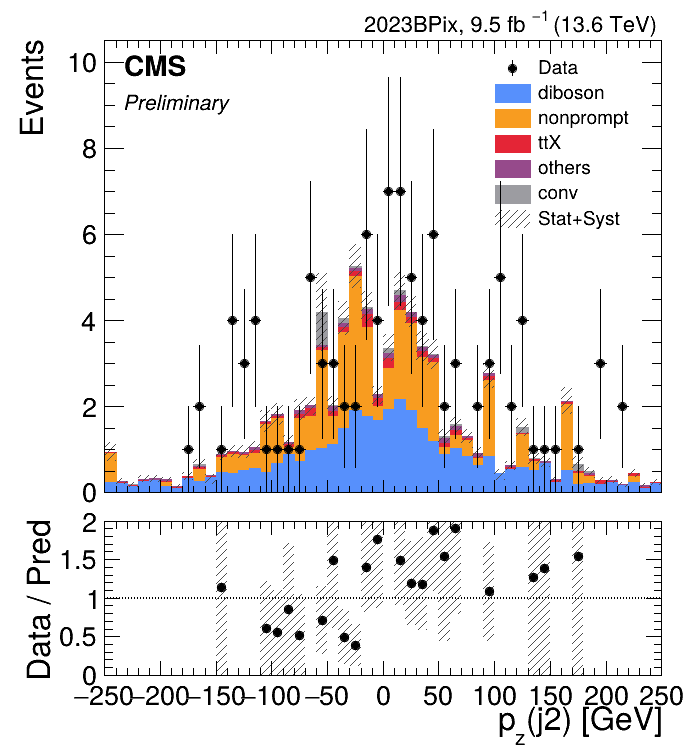 2023BPix, 9.5 fb⁻¹ (13.6 TeV)
Events
10
8
6
4
2
0
CMS
Preliminary
Data
diboson
nonprompt
ttX
others
conv
Stat+Syst
Data / Pred
2
1.5
1
0.5
0
−250 −200 −150 −100 −50 0 50 100 150 200 250
p_z(j2) [GeV]